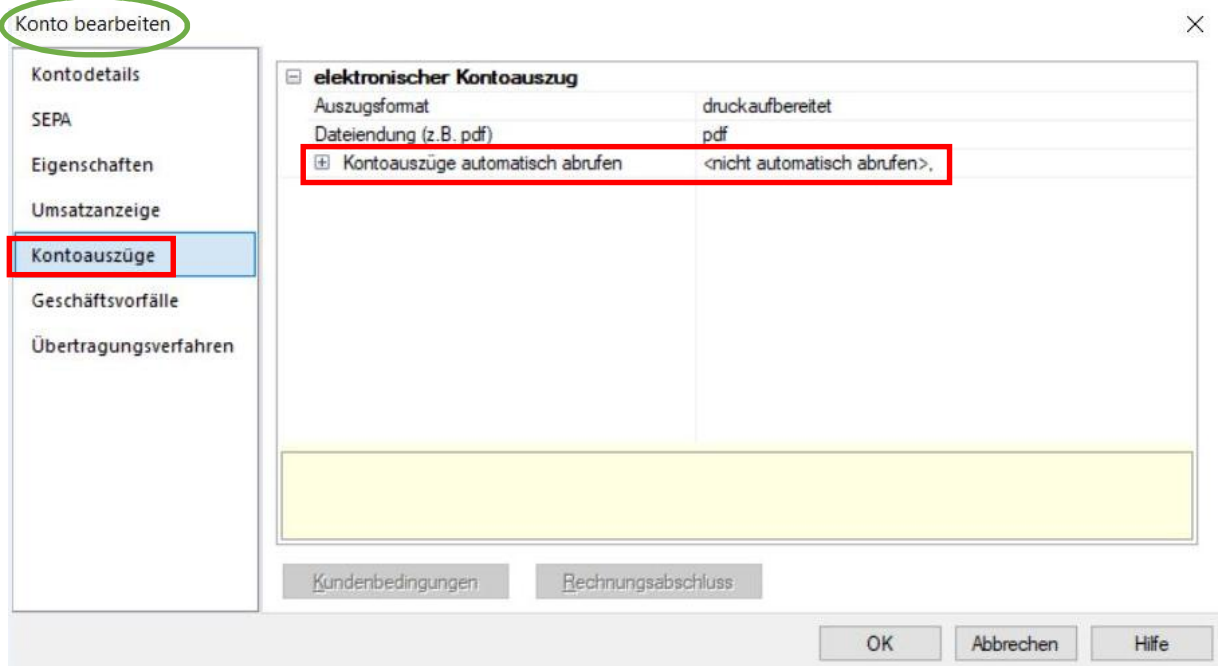 Konto bearbeiten
Kontodetails
SEPA
Eigenschaften
Umsatzanzeige
Kontoauszüge
Geschäftsvorfälle
Übertragungsverfahren
elektronischer Kontoauszug
Auszugsformat druckaufbereitet
Dateiendung (z.B. pdf) pdf
Kontoauszüge automatisch abrufen <nicht automatisch abrufen>,
Kundenbedingungen Rechnungsabschluss
OK Abbrechen Hilfe